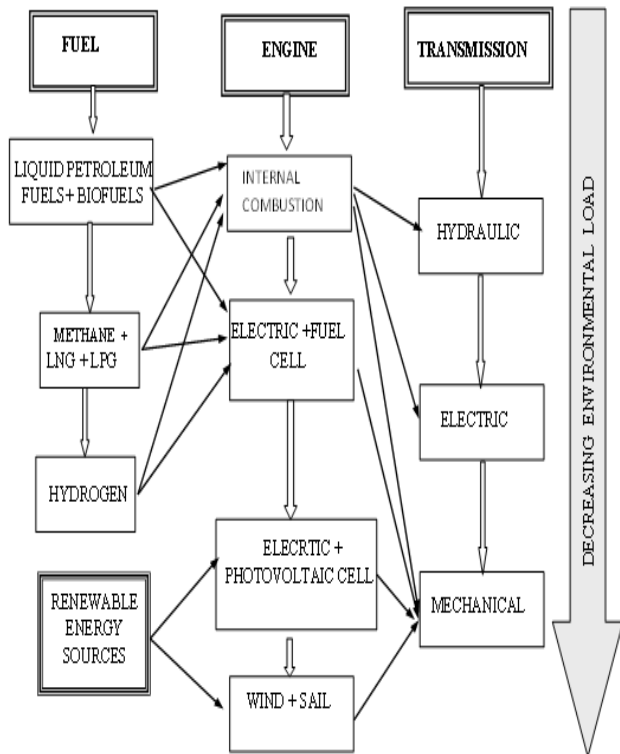 FUEL
ENGINE
TRANSMISSION
LIQUID PETROLEUM
FUELS+ BIOFUELS
INTERNAL
COMBUSTION
HYDRAULIC
METHANE +
LNG + LPG
ELECTRIC +FUEL
CELL
ELECTRIC
HYDROGEN
ELECRTIC +
PHOTOVOLTAIC CELL
RENEWABLE
ENERGY
SOURCES
MECHANICAL
WIND + SAIL
DECREASING ENVIRONMENTAL LOAD